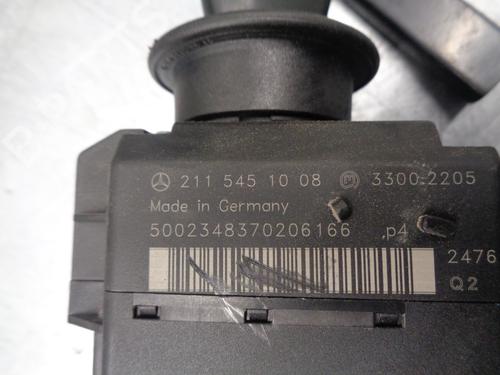 211 545 10 08 3300-2205
Made in Germany
5002348370206166 p4
2476
Q2